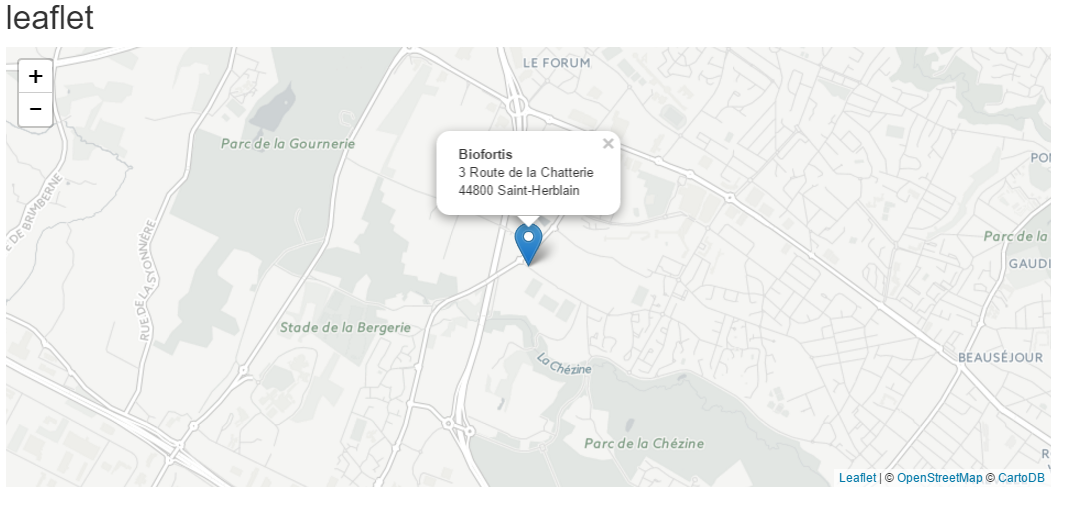 leaflet
+
−
LE FORUM
Parc de la Gournerie
×
Biofortis
3 Route de la Chatterie
44800 Saint-Herblain
E DE BRIMBERNE
RUE DE LA SYONNIÈRE
Parc de la
GAUDI
Stade de la Bergerie
La Chézine
BEAUSÉJOUR
Parc de la Chézine
Leaflet | © OpenStreetMap © CartoDB